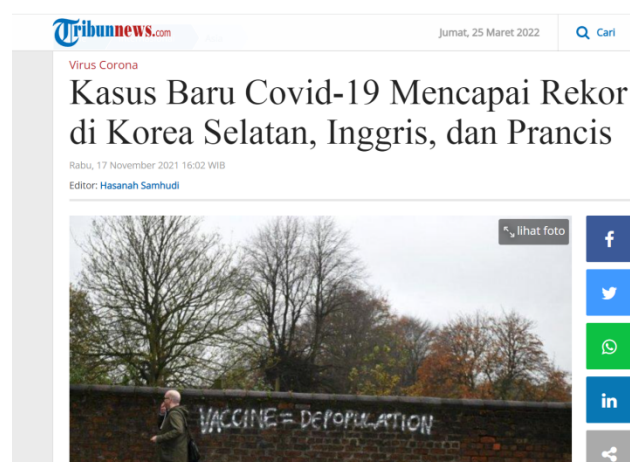 Tribunnews.com
Jumat, 25 Maret 2022
Cari
Virus Corona
Kasus Baru Covid-19 Mencapai Rekor
di Korea Selatan, Inggris, dan Prancis
Rabu, 17 November 2021 16:02 WIB
Editor: Hasanah Samhudi
lihat foto
VACCINE = DEPOPULATION